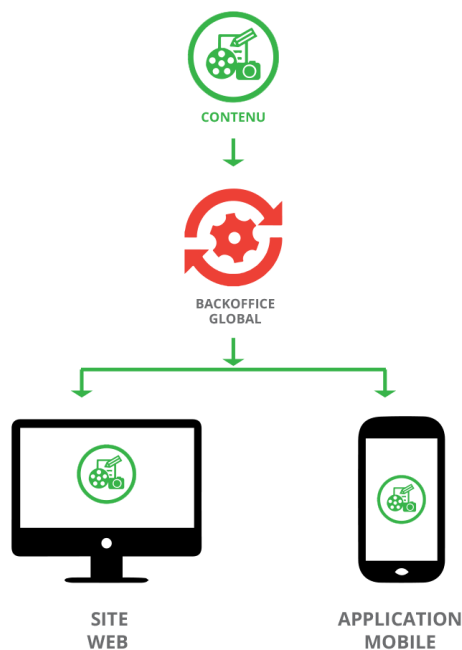 CONTENU
BACKOFFICE
GLOBAL
SITE
WEB
APPLICATION
MOBILE